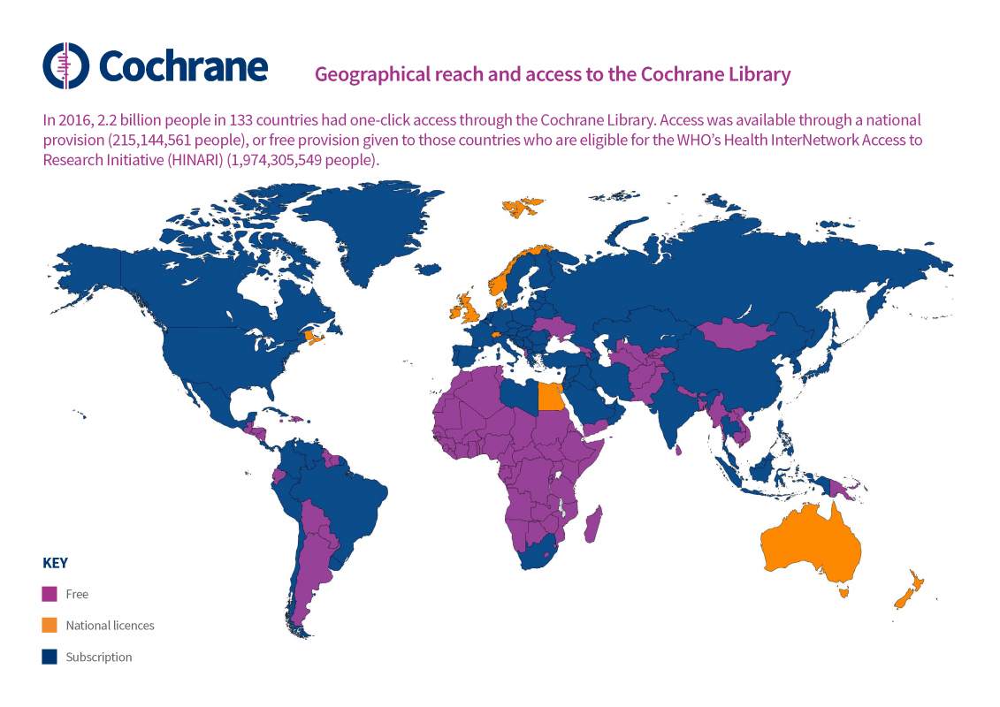 Cochrane
Geographical reach and access to the Cochrane Library
In 2016, 2.2 billion people in 133 countries had one-click access through the Cochrane Library. Access was available through a national
provision (215,144,561 people), or free provision given to those countries who are eligible for the WHO’s Health InterNetwork Access to
Research Initiative (HINARI) (1,974,305,549 people).
KEY
Free
National licences
Subscription